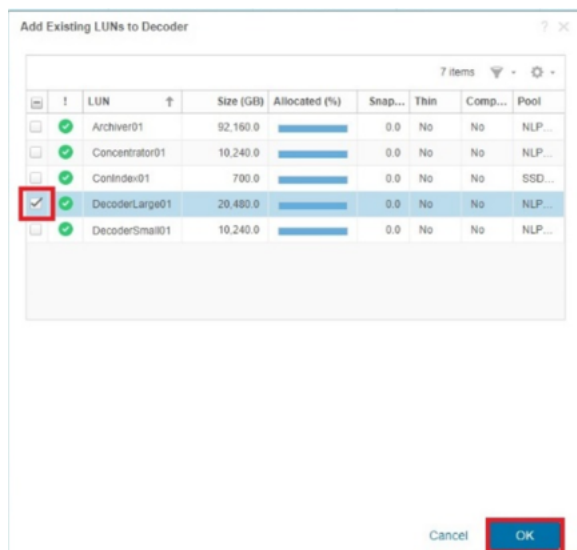 Add Existing LUNs to Decoder ?
7 items
! LUN Size (GB) Allocated (%) Snap... Thin Comp... Pool
Archiver01 92,160.0 0.0 No No NLP...
Concentrator01 10,240.0 0.0 No No NLP...
ConIndex01 700.0 0.0 No No SSD...
DecoderLarge01 20,480.0 0.0 No No NLP...
DecoderSmall01 10,240.0 0.0 No No NLP...
Cancel OK